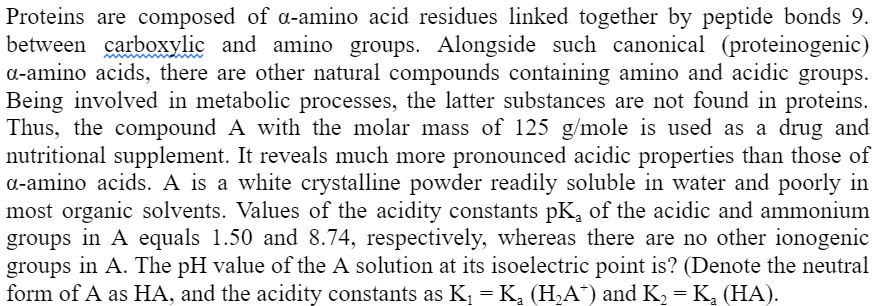 Proteins are composed of α-amino acid residues linked together by peptide bonds 9.
between carboxylic and amino groups. Alongside such canonical (proteinogenic)
α-amino acids, there are other natural compounds containing amino and acidic groups.
Being involved in metabolic processes, the latter substances are not found in proteins.
Thus, the compound A with the molar mass of 125 g/mole is used as a drug and
nutritional supplement. It reveals much more pronounced acidic properties than those of
α-amino acids. A is a white crystalline powder readily soluble in water and poorly in
most organic solvents. Values of the acidity constants pKₐ of the acidic and ammonium
groups in A equals 1.50 and 8.74, respectively, whereas there are no other ionogenic
groups in A. The pH value of the A solution at its isoelectric point is? (Denote the neutral
form of A as HA, and the acidity constants as K₁ = Kₐ (H₂A⁺) and K₂ = Kₐ (HA).